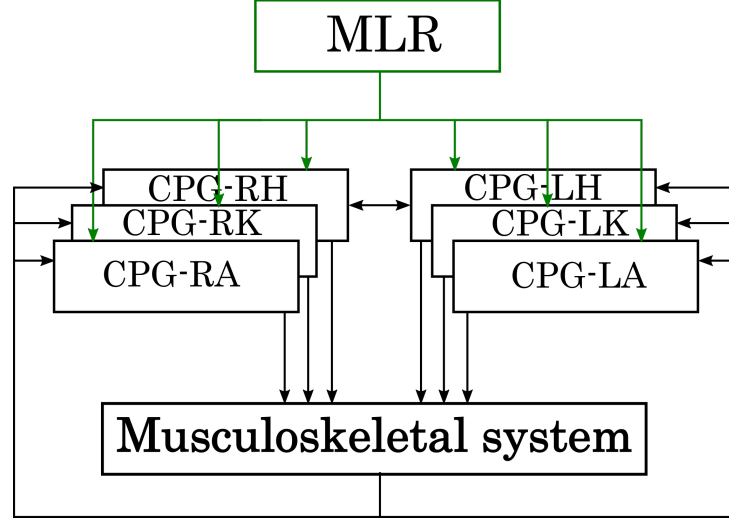 MLR
CPG-RH
CPG-LH
CPG-RK
CPG-LK
CPG-RA
CPG-LA
Musculoskeletal system